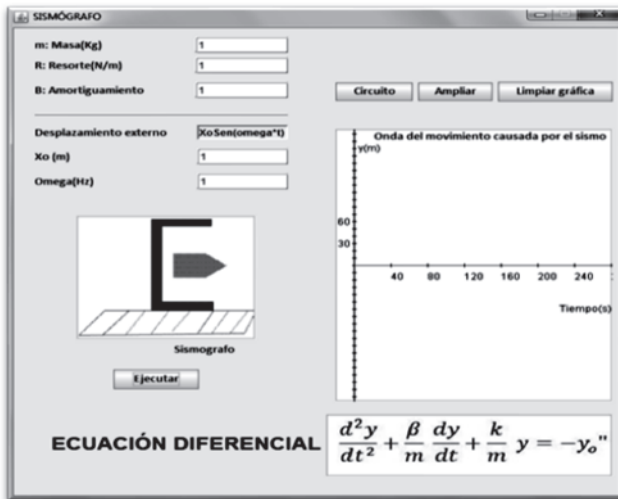 SISMÓGRAFO
m: Masa(Kg) 1
R: Resorte(N/m) 1
B: Amortiguamiento 1
Desplazamiento externo XoSen(omega*t)
Xo (m) 1
Omega(Hz) 1
Sismografo
Ejecutar
Circuito Ampliar Limpiar gráfica
Onda del movimiento causada por el sismo
y(m)
60
30
40 80 120 160 200 240
Tiempo(s)
ECUACIÓN DIFERENCIAL d²y/dt² + β/m dy/dt + k/m y = −yₒ"